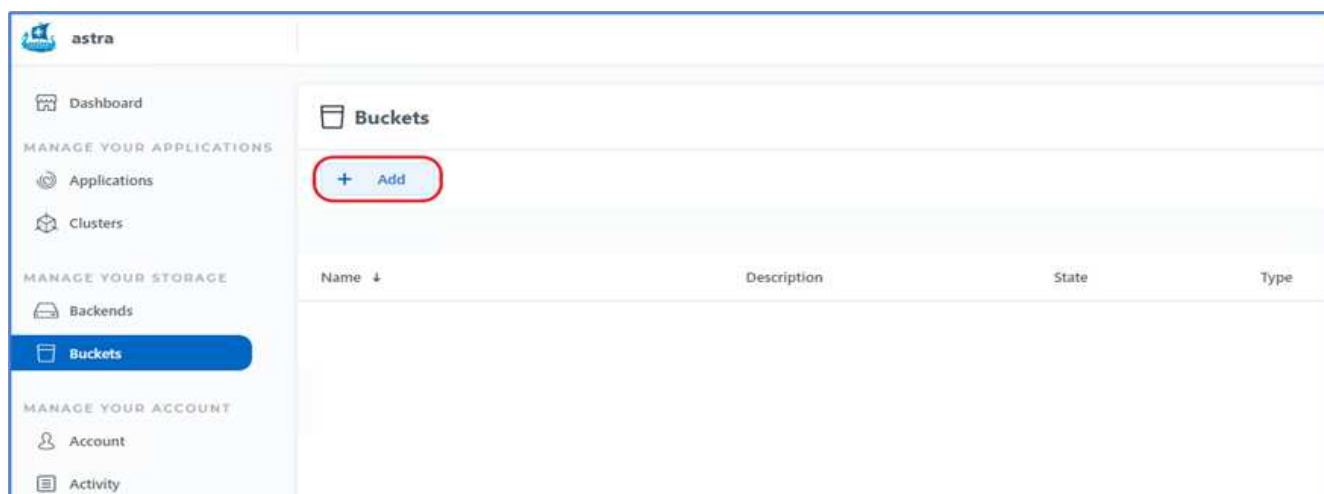 astra
Dashboard
MANAGE YOUR APPLICATIONS
Applications
Clusters
MANAGE YOUR STORAGE
Backends
Buckets
MANAGE YOUR ACCOUNT
Account
Activity
Buckets
+ Add
Name ↓ Description State Type